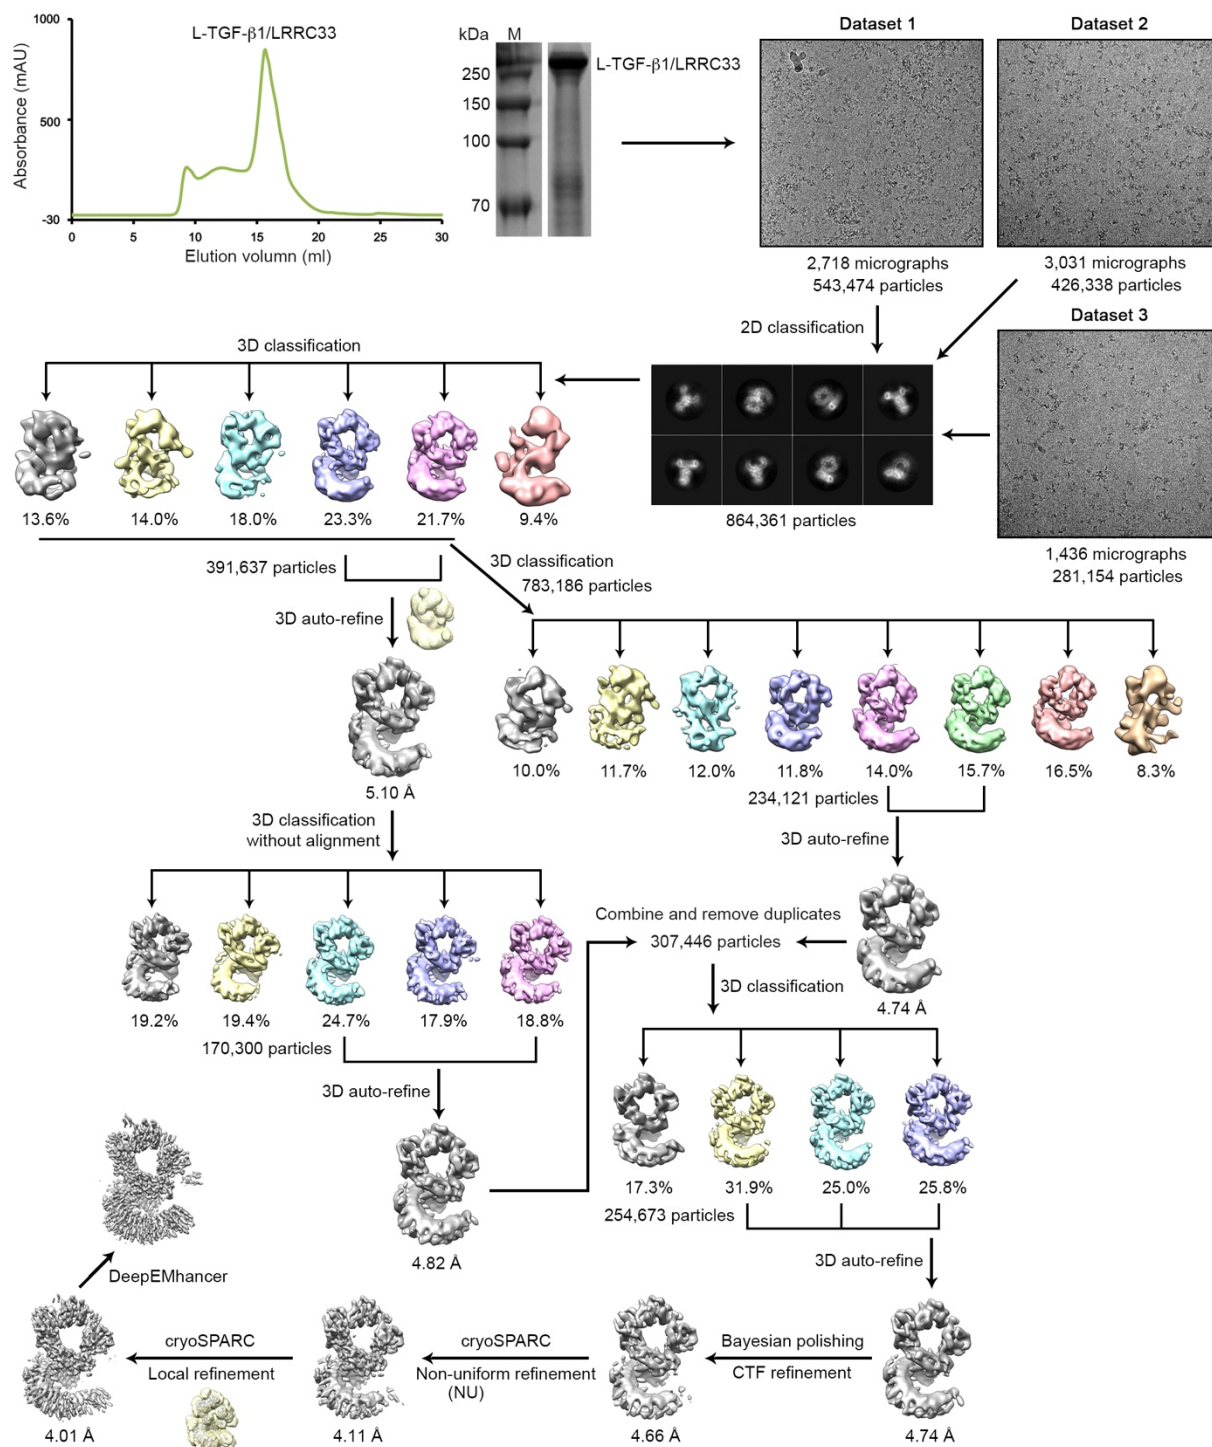 1000
500
-30
Absorbance (mAU)
L-TGF-β1/LRRC33
0 5 10 15 20 25 30
Elution volumn (ml)
kDa M
250
150
100
70
L-TGF-β1/LRRC33
Dataset 1
2,718 micrographs
543,474 particles
Dataset 2
3,031 micrographs
426,338 particles
Dataset 3
1,436 micrographs
281,154 particles
2D classification
864,361 particles
3D classification
13.6% 14.0% 18.0% 23.3% 21.7% 9.4%
391,637 particles
3D classification
783,186 particles
3D auto-refine
5.10 Å
10.0% 11.7% 12.0% 11.8% 14.0% 15.7% 16.5% 8.3%
234,121 particles
3D auto-refine
4.74 Å
3D classification
without alignment
19.2% 19.4% 24.7% 17.9% 18.8%
170,300 particles
3D auto-refine
4.82 Å
Combine and remove duplicates
307,446 particles
3D classification
17.3% 31.9% 25.0% 25.8%
254,673 particles
3D auto-refine
4.74 Å
Bayesian polishing
CTF refinement
4.66 Å
cryoSPARC
Non-uniform refinement
(NU)
4.11 Å
cryoSPARC
Local refinement
4.01 Å
DeepEMhancer